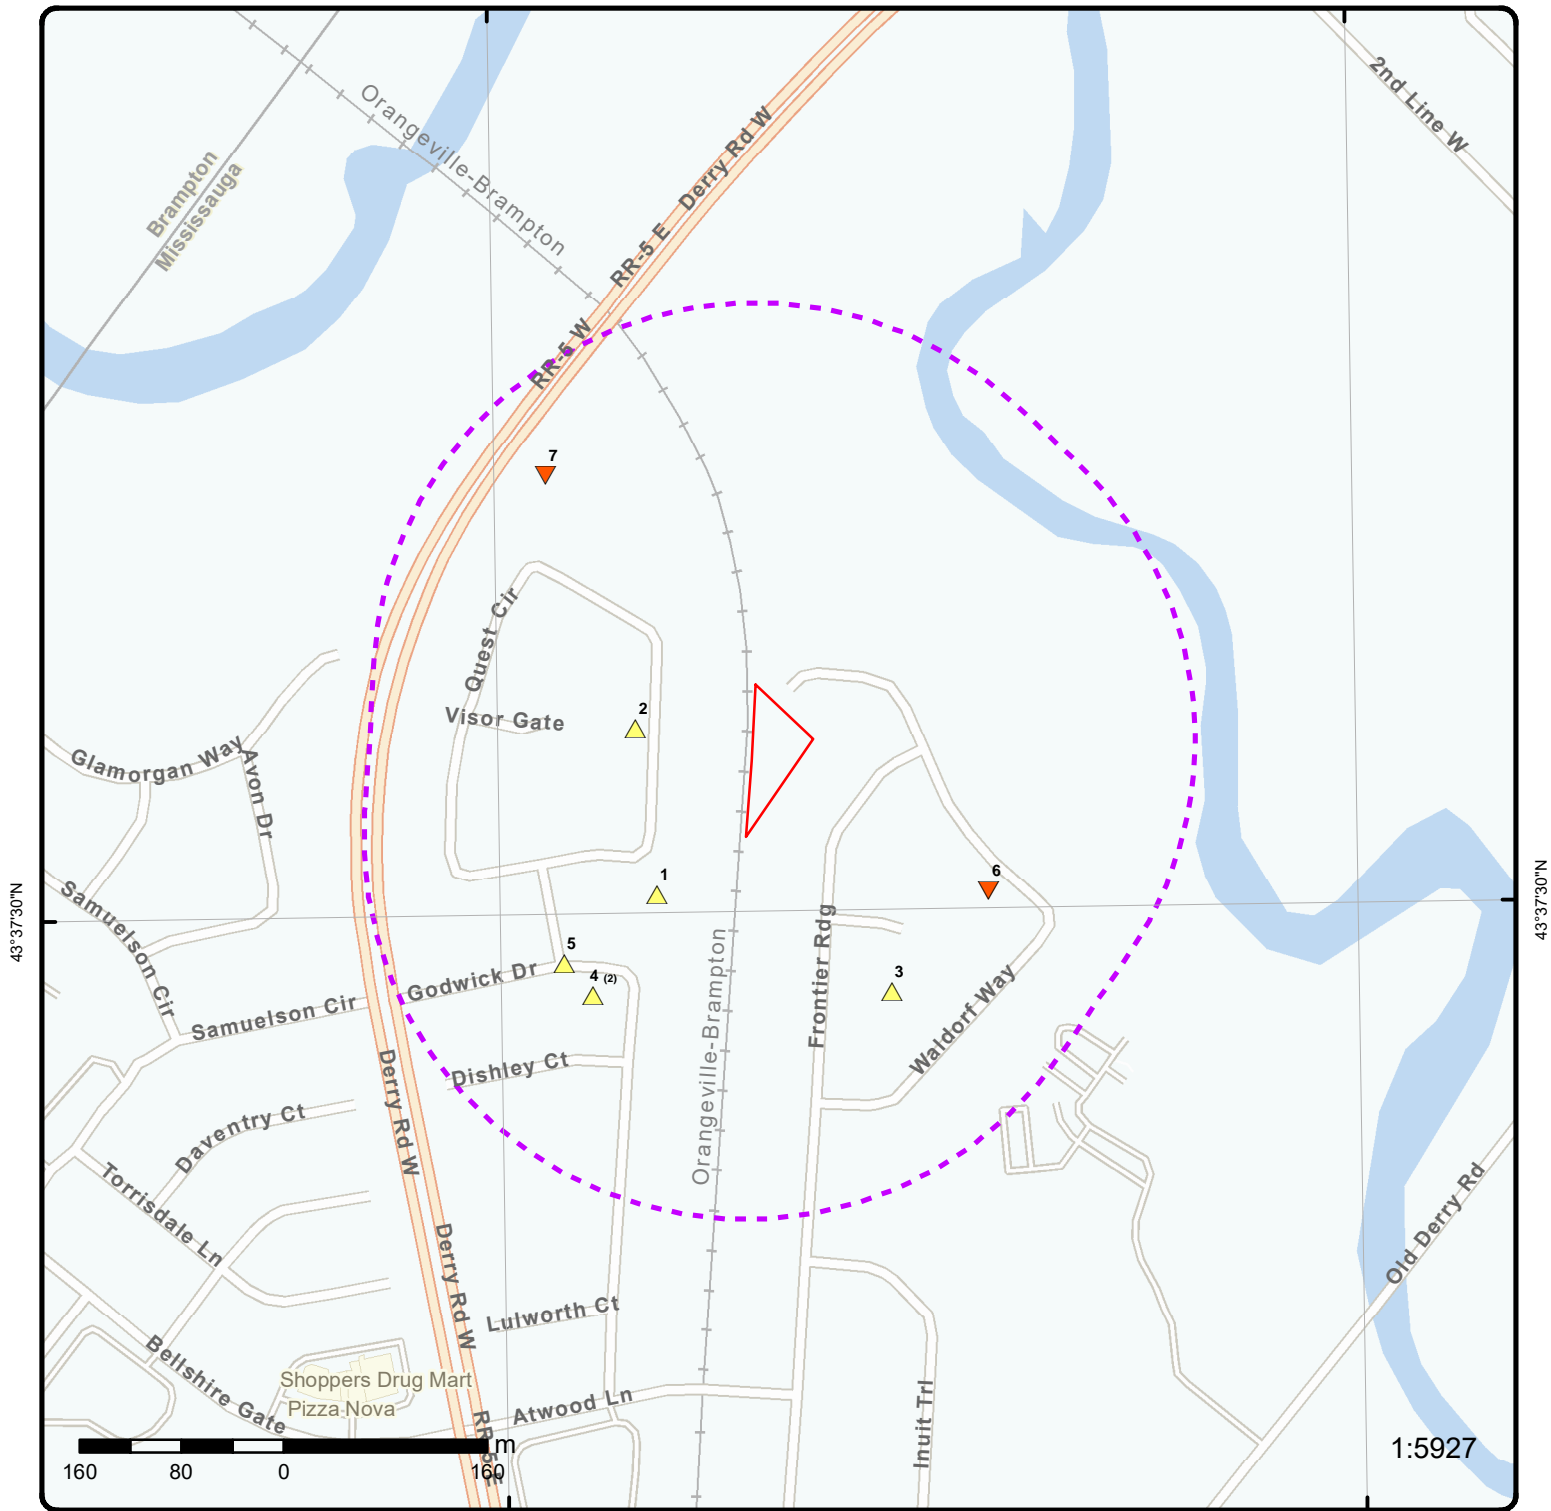 2nd Line W
Orangeville-Brampton
Derry Rd W
Brampton
Mississauga
RR-5 E
RR-5 W
7
Quest Cir
2
Visor Gate
Glamorgan Way
Avon Dr
1
6
43°37'30"N
43°37'30"N
Samuelson Cir
5
4 (2)
3
Godwick Dr
Samuelson Cir
Orangeville-Brampton
Frontier Rdg
Waldorf Way
Derry Rd W
Dishley Ct
Daventry Ct
Torrisdale Ln
Old Derry Rd
Derry Rd W
Lulworth Ct
Bellshire Gate
Shoppers Drug Mart
Pizza Nova
Atwood Ln
Inuit Trl
RR-5 E
m
160 80 0 160
1:5927